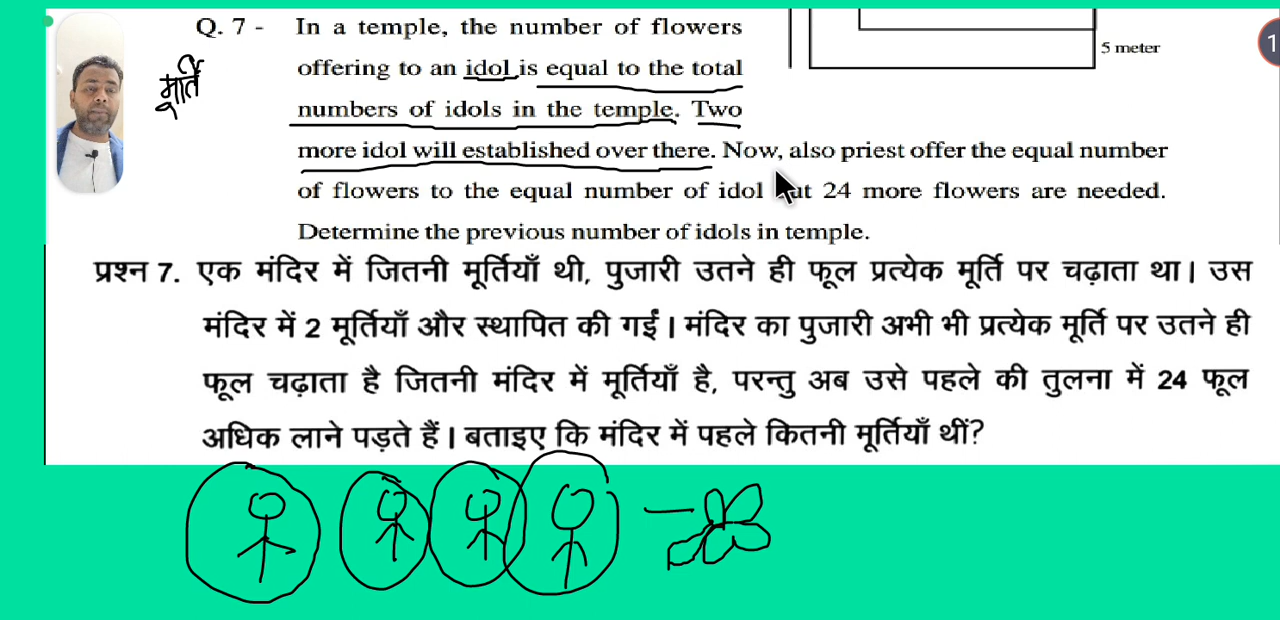 Q. 7 - In a temple, the number of flowers
offering to an idol is equal to the total
numbers of idols in the temple. Two
more idol will established over there. Now, also priest offer the equal number
of flowers to the equal number of idol 24 more flowers are needed.
Determine the previous number of idols in temple.
5 meter
मूर्ति
1
प्रश्न 7. एक मंदिर में जितनी मूर्तियाँ थी, पुजारी उतने ही फूल प्रत्येक मूर्ति पर चढ़ाता था। उस
मंदिर में 2 मूर्तियाँ और स्थापित की गईं। मंदिर का पुजारी अभी भी प्रत्येक मूर्ति पर उतने ही
फूल चढ़ाता है जितनी मंदिर में मूर्तियाँ है, परन्तु अब उसे पहले की तुलना में 24 फूल
अधिक लाने पड़ते हैं। बताइए कि मंदिर में पहले कितनी मूर्तियाँ थीं?